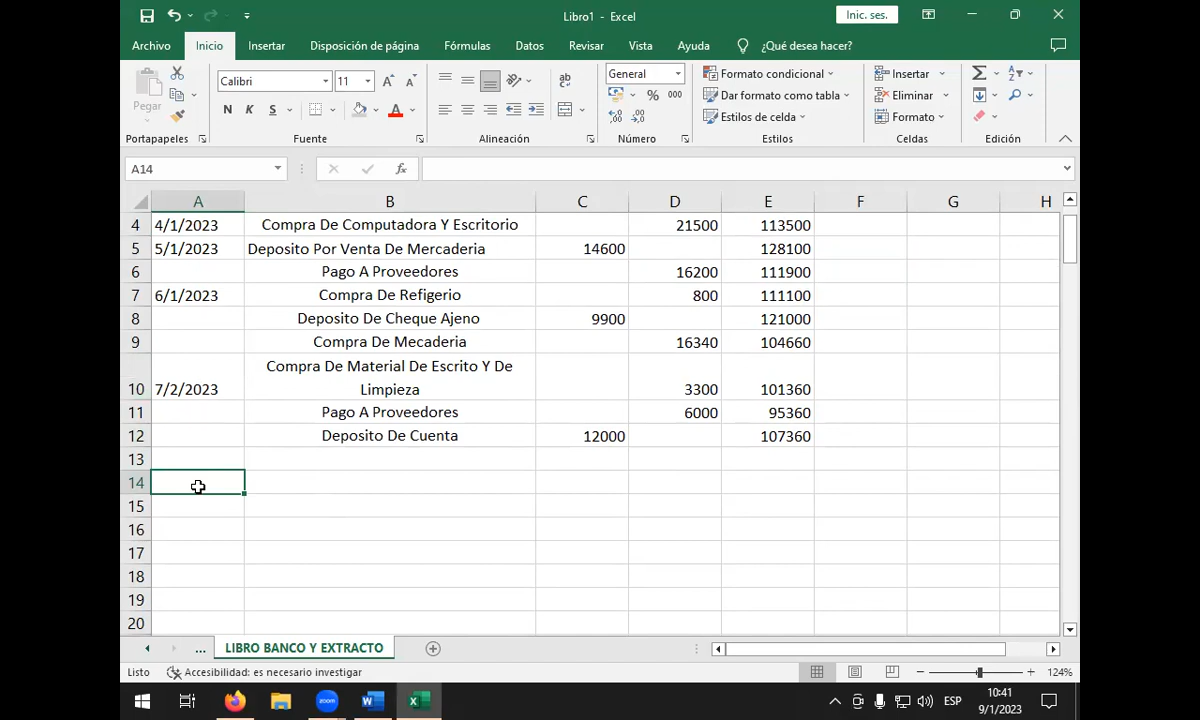 Libro1 - Excel
Inic. ses.
Archivo Inicio Insertar Disposición de página Fórmulas Datos Revisar Vista Ayuda ¿Qué desea hacer?
Pegar
Calibri 11
N K S
A A
ab
General
% 000
Formato condicional
Dar formato como tabla
Estilos de celda
Insertar
Eliminar
Formato
Portapapeles Fuente Alineación Número Estilos Celdas Edición
A14 fx
A B C D E F G H
4 4/1/2023 Compra De Computadora Y Escritorio 21500 113500
5 5/1/2023 Deposito Por Venta De Mercaderia 14600 128100
6 Pago A Proveedores 16200 111900
7 6/1/2023 Compra De Refigerio 800 111100
8 Deposito De Cheque Ajeno 9900 121000
9 Compra De Mecaderia 16340 104660
Compra De Material De Escrito Y De
10 7/2/2023 Limpieza 3300 101360
11 Pago A Proveedores 6000 95360
12 Deposito De Cuenta 12000 107360
13
14
15
16
17
18
19
20
... LIBRO BANCO Y EXTRACTO
Listo Accesibilidad: es necesario investigar 124%
zoom
ESP
10:41
9/1/2023